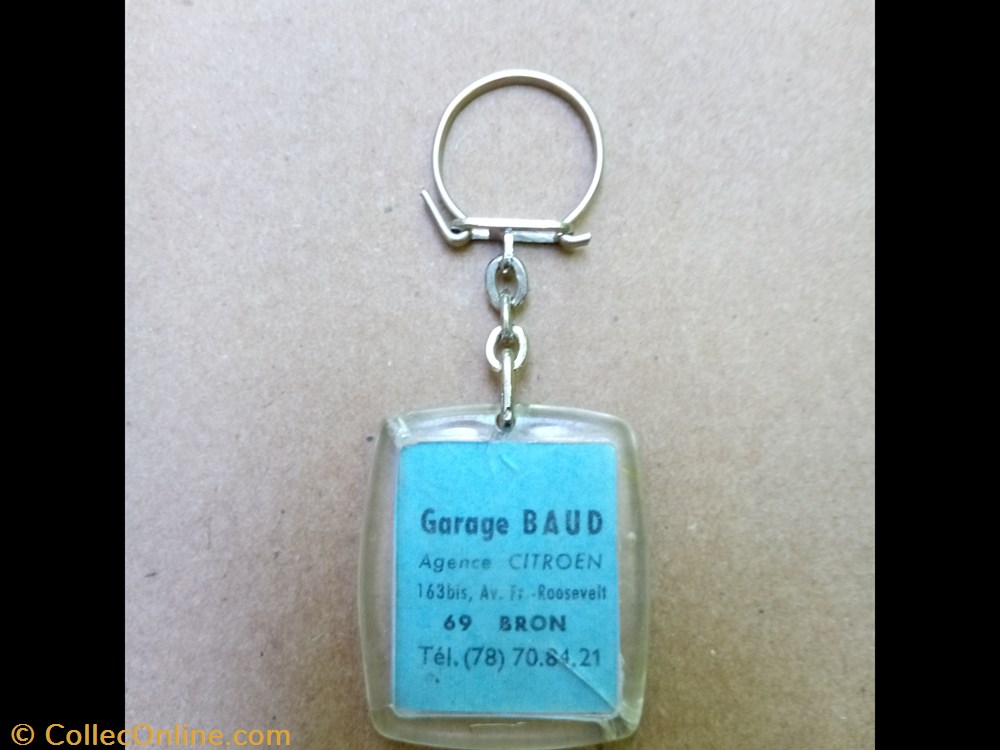 Garage BAUD
Agence CITROEN
163bis, Av. Fr.-Roosevelt
69 BRON
Tél. (78) 70.84.21
© CollecOnline.com